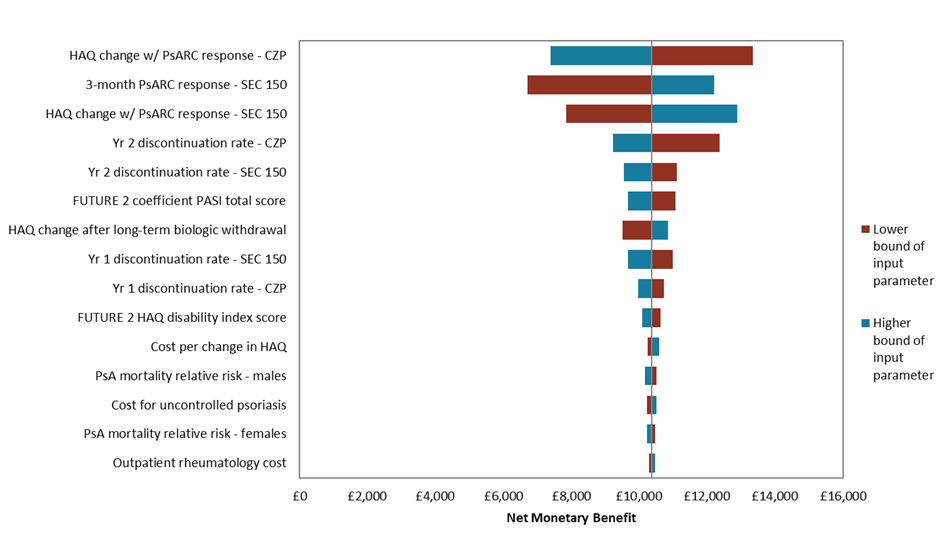 HAQ change w/ PsARC response - CZP
3-month PsARC response - SEC 150
HAQ change w/ PsARC response - SEC 150
Yr 2 discontinuation rate - CZP
Yr 2 discontinuation rate - SEC 150
FUTURE 2 coefficient PASI total score
HAQ change after long-term biologic withdrawal
Yr 1 discontinuation rate - SEC 150
Yr 1 discontinuation rate - CZP
FUTURE 2 HAQ disability index score
Cost per change in HAQ
PsA mortality relative risk - males
Cost for uncontrolled psoriasis
PsA mortality relative risk - females
Outpatient rheumatology cost
£0 £2,000 £4,000 £6,000 £8,000 £10,000 £12,000 £14,000 £16,000
Net Monetary Benefit
Lower
bound of
input
parameter
Higher
bound of
input
parameter